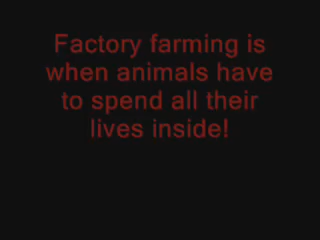 Factory farming is
when animals have
to spend all their
lives inside!